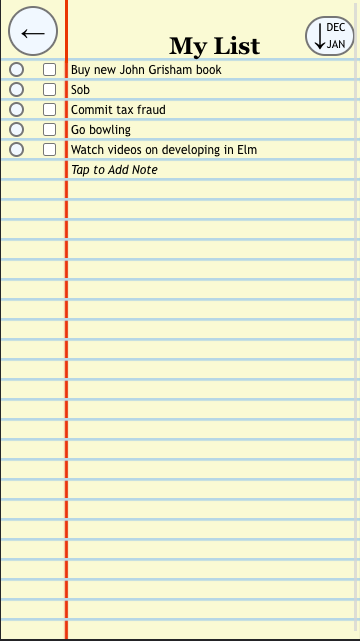 ←
My List
↓ DEC
JAN
Buy new John Grisham book
Sob
Commit tax fraud
Go bowling
Watch videos on developing in Elm
Tap to Add Note